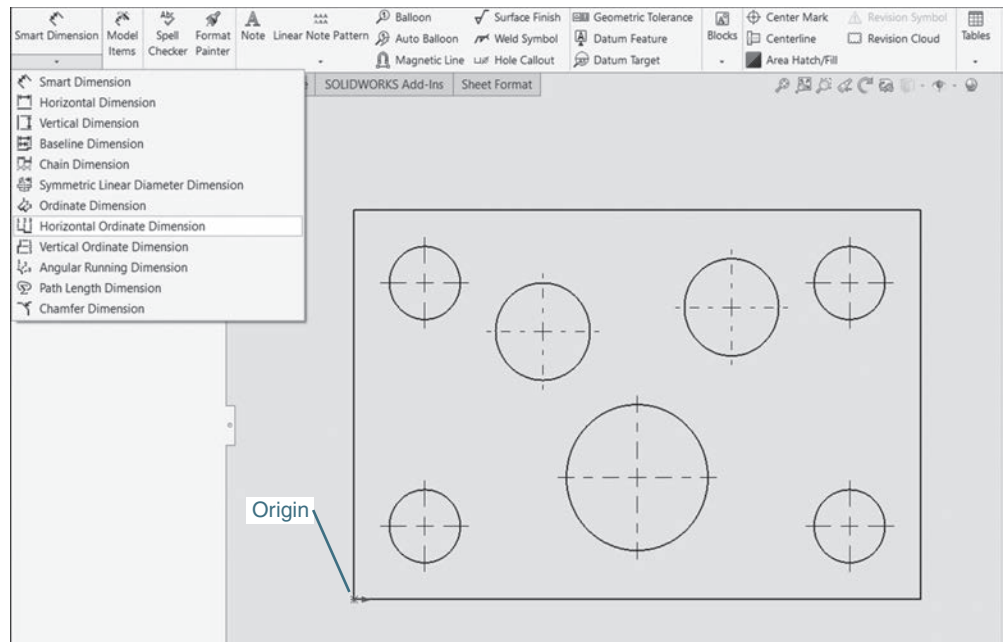 Smart Dimension
Model Items
Spell Checker
Format Painter
Note
Linear Note Pattern
Balloon
Auto Balloon
Magnetic Line
Surface Finish
Weld Symbol
Hole Callout
Geometric Tolerance
Datum Feature
Datum Target
Blocks
Center Mark
Centerline
Area Hatch/Fill
Revision Symbol
Revision Cloud
Tables
SOLIDWORKS Add-Ins
Sheet Format
Smart Dimension
Horizontal Dimension
Vertical Dimension
Baseline Dimension
Chain Dimension
Symmetric Linear Diameter Dimension
Ordinate Dimension
Horizontal Ordinate Dimension
Vertical Ordinate Dimension
Angular Running Dimension
Path Length Dimension
Chamfer Dimension
Origin